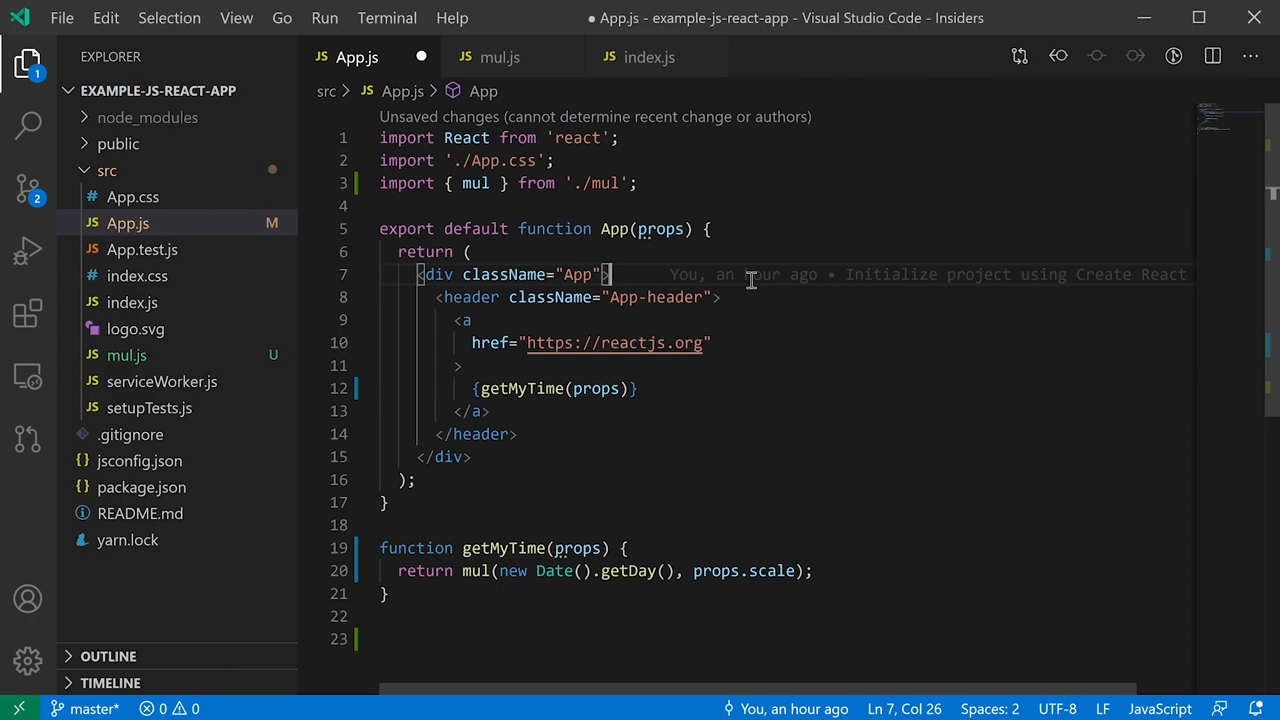 File Edit Selection View Go Run Terminal Help
● App.js - example-js-react-app - Visual Studio Code - Insiders
1
2
EXPLORER
EXAMPLE-JS-REACT-APP
node_modules
public
src
# App.css
JS App.js M
JS App.test.js
# index.css
JS index.js
logo.svg
JS mul.js U
JS serviceWorker.js
JS setupTests.js
.gitignore
{} jsconfig.json
{} package.json
README.md
yarn.lock
OUTLINE
TIMELINE
JS App.js ● JS mul.js JS index.js
src > JS App.js > App
Unsaved changes (cannot determine recent change or authors)
1 import React from 'react';
2 import './App.css';
3 import { mul } from './mul';
4
5 export default function App(props) {
6 return (
7 <div className="App"> You, an hour ago • Initialize project using Create React
8 <header className="App-header">
9 <a
10 href="https://reactjs.org"
11 >
12 {getMyTime(props)}
13 </a>
14 </header>
15 </div>
16 );
17 }
18
19 function getMyTime(props) {
20 return mul(new Date().getDay(), props.scale);
21 }
22
23
master* 0 0 You, an hour ago Ln 7, Col 26 Spaces: 2 UTF-8 LF JavaScript